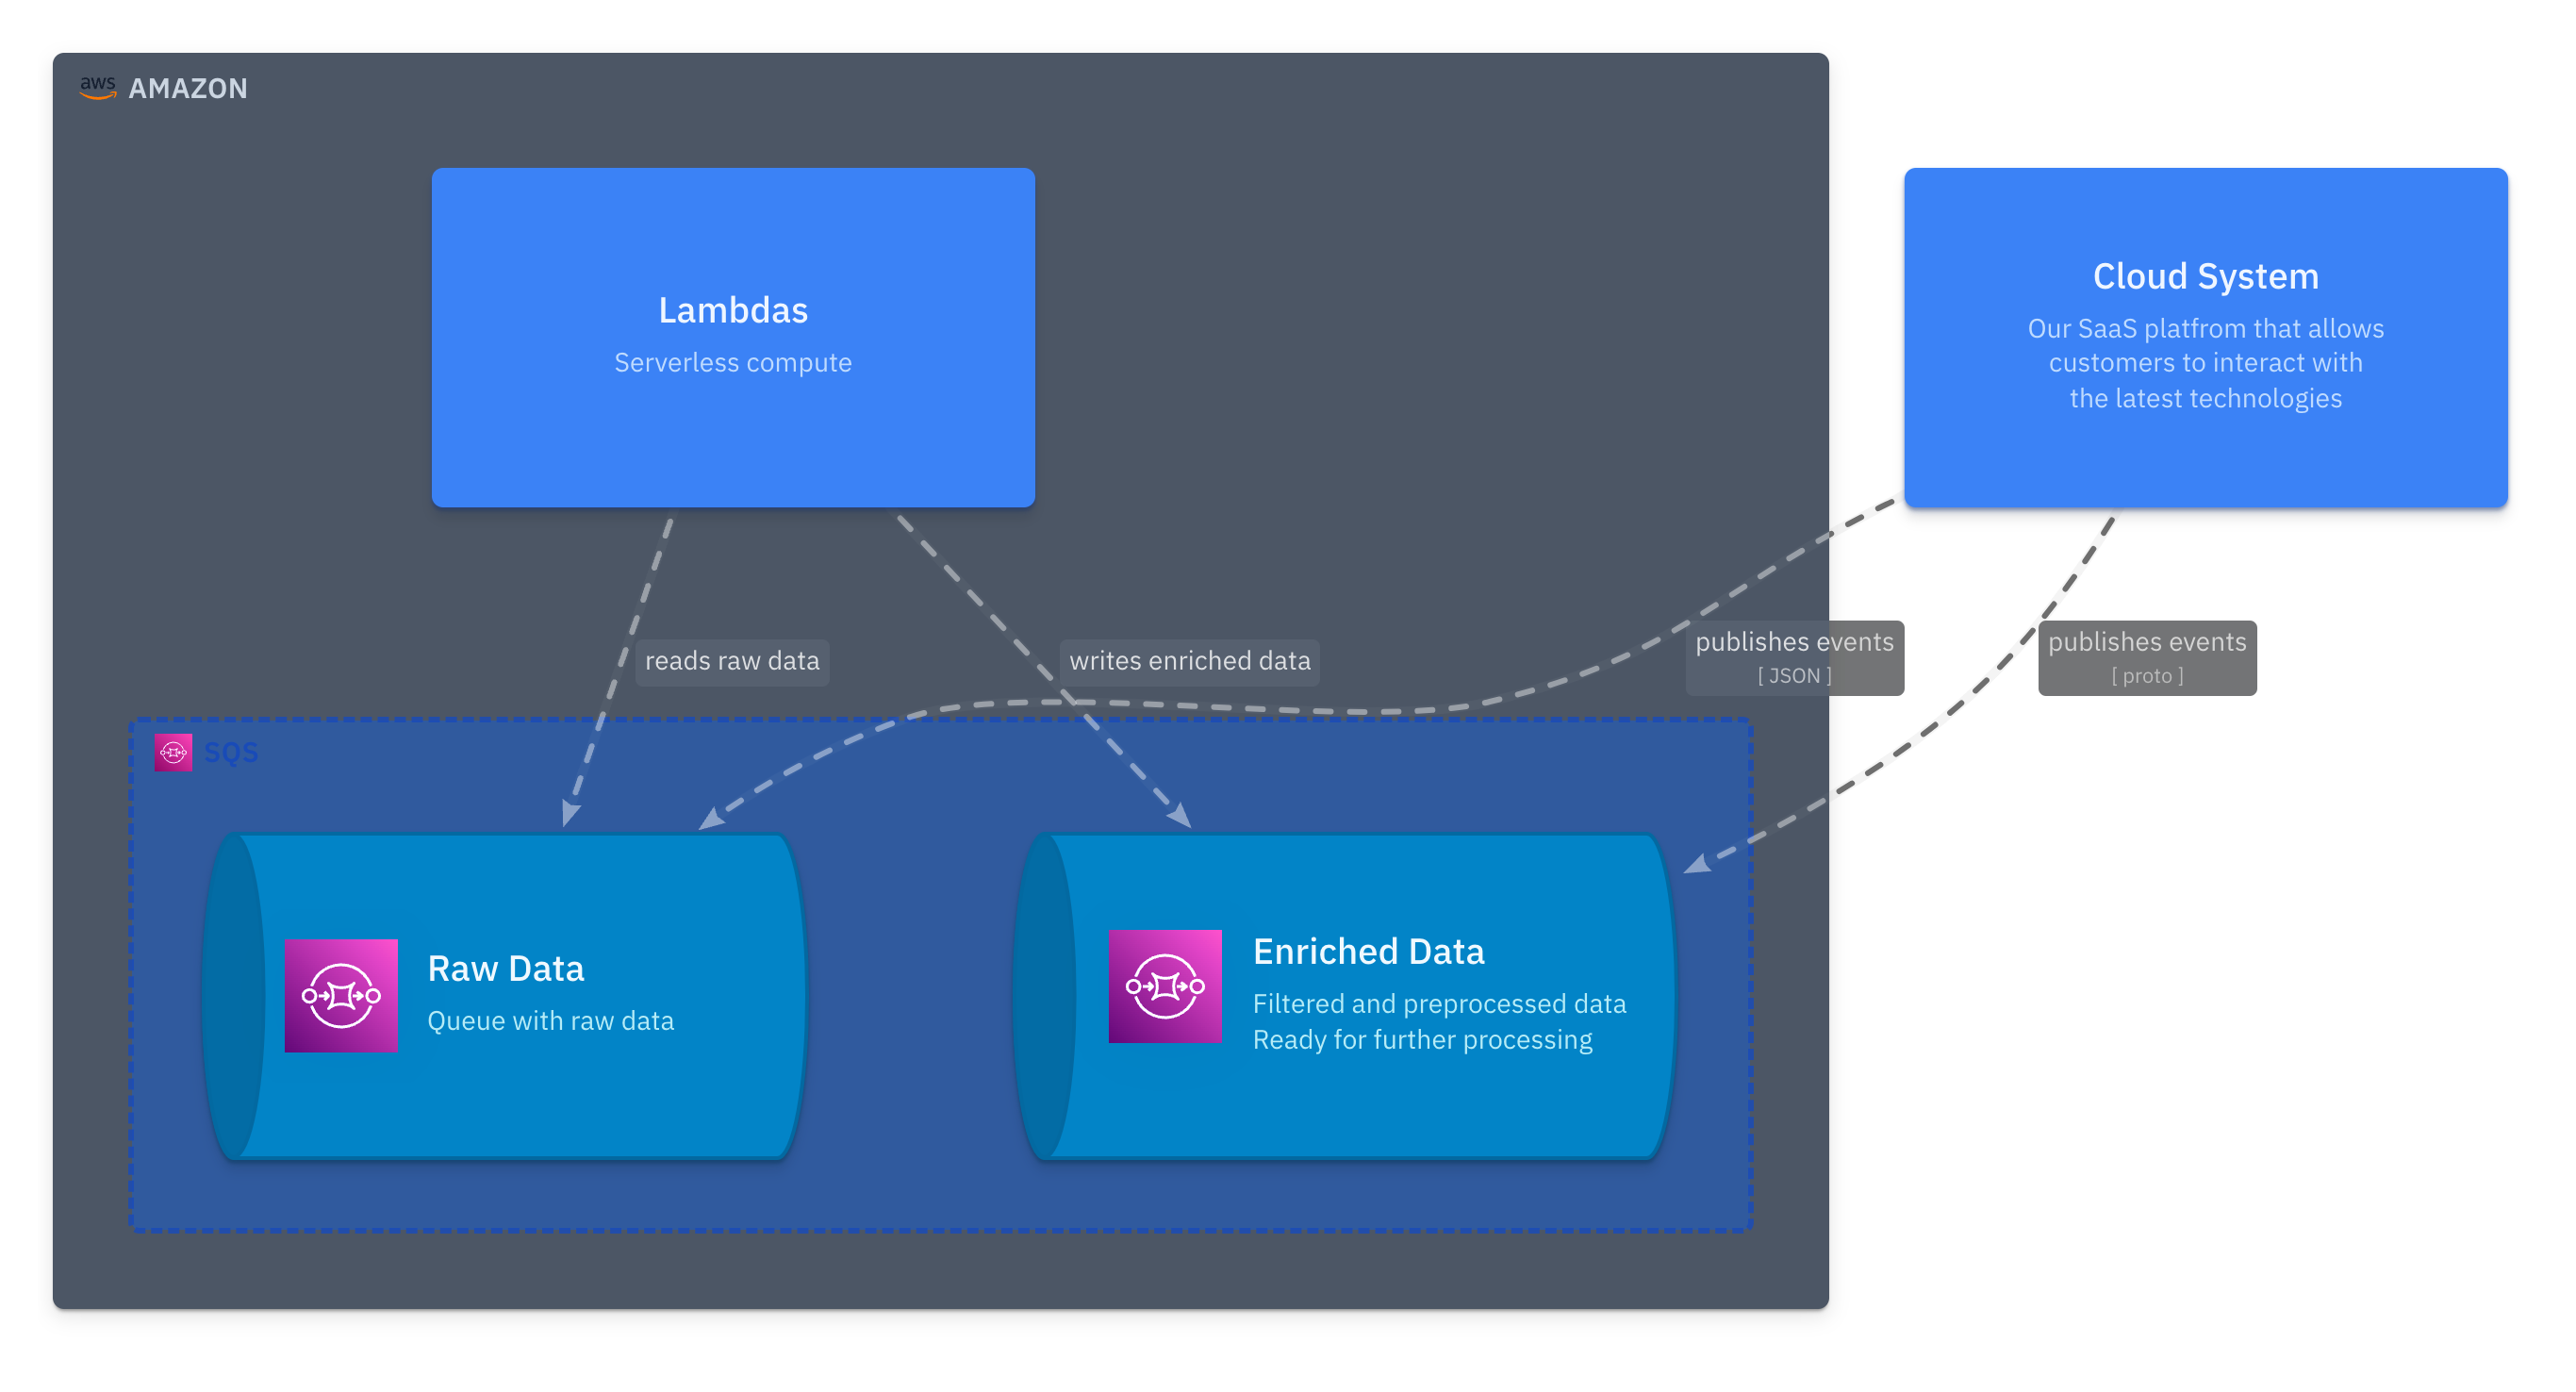 aws AMAZON
Lambdas
Serverless compute
Cloud System
Our SaaS platfrom that allows
customers to interact with
the latest technologies
reads raw data
writes enriched data
publishes events
[ JSON ]
publishes events
[ proto ]
SQS
Raw Data
Queue with raw data
Enriched Data
Filtered and preprocessed data
Ready for further processing